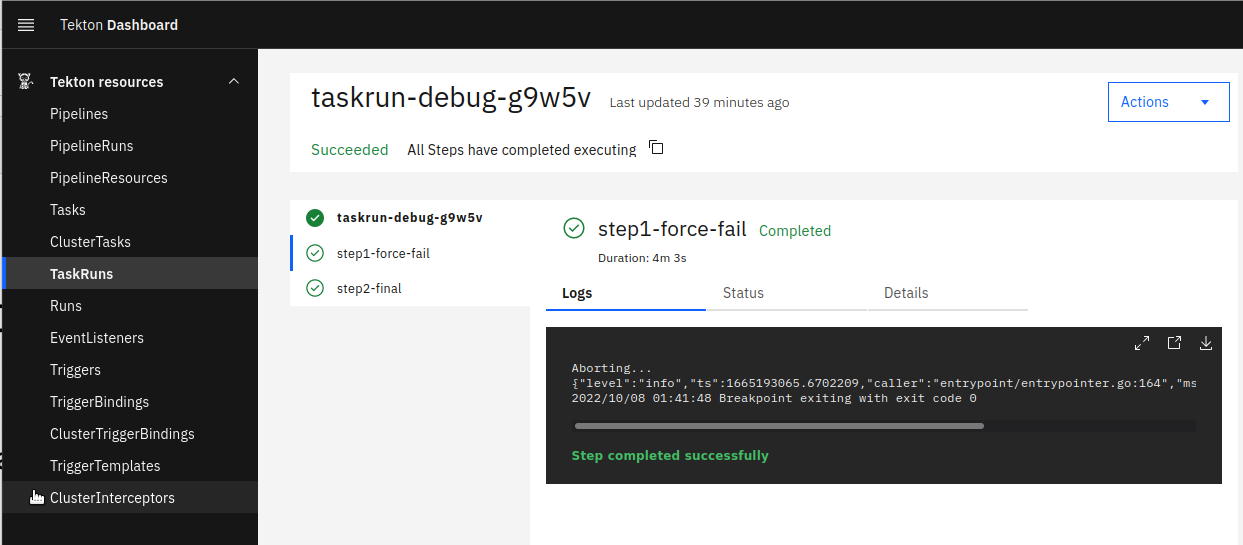 Tekton Dashboard
Tekton resources
Pipelines
PipelineRuns
PipelineResources
Tasks
ClusterTasks
TaskRuns
Runs
EventListeners
Triggers
TriggerBindings
ClusterTriggerBindings
TriggerTemplates
ClusterInterceptors
taskrun-debug-g9w5v Last updated 39 minutes ago
Actions
Succeeded All Steps have completed executing
taskrun-debug-g9w5v
step1-force-fail
step2-final
step1-force-fail Completed
Duration: 4m 3s
Logs Status Details
Aborting...
{"level":"info","ts":1665193065.6702209,"caller":"entrypoint/entrypointer.go:164","ms
2022/10/08 01:41:48 Breakpoint exiting with exit code 0
Step completed successfully